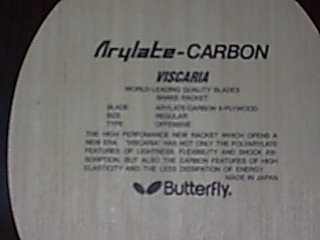 Arylate-CARBON
VISCARIA
WORLD-LEADING QUALITY BLADES
SHAKE RACKET
BLADE ARYLATE-CARBON 5-PLYWOOD
SIZE REGULAR
TYPE OFFENSIVE
THE HIGH PERFOMANCE NEW RACKET WHICH OPENS A
NEW ERA. "VISCARIA" HAS NOT ONLY THE POLYARYLATE
FEATURES OF LIGHTNESS, FLEXIBILITY AND SHOCK AB-
SORPTION, BUT ALSO THE CARBON FEATURES OF HIGH
ELASTICITY AND THE LESS DISSIPATION OF ENERGY.
MADE IN JAPAN
Butterfly.